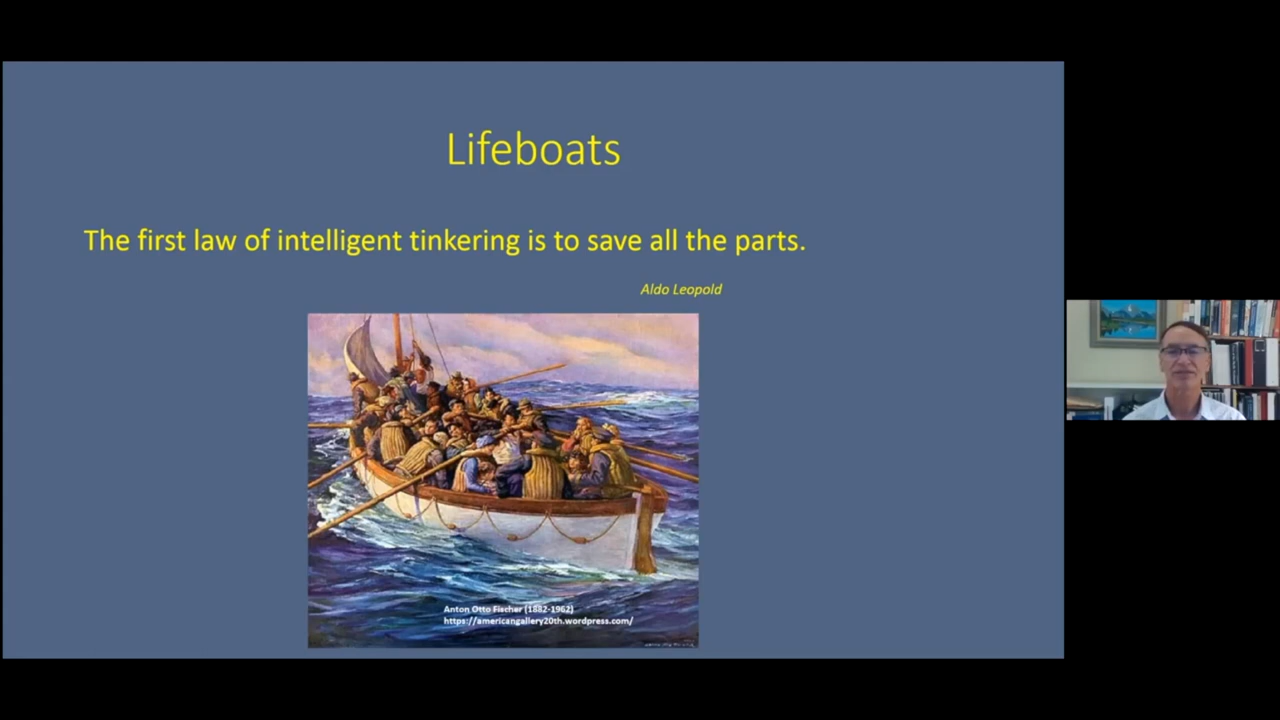 Lifeboats
The first law of intelligent tinkering is to save all the parts.
Aldo Leopold
Anton Otto Fischer (1882-1962)
https://americangallery20th.wordpress.com/